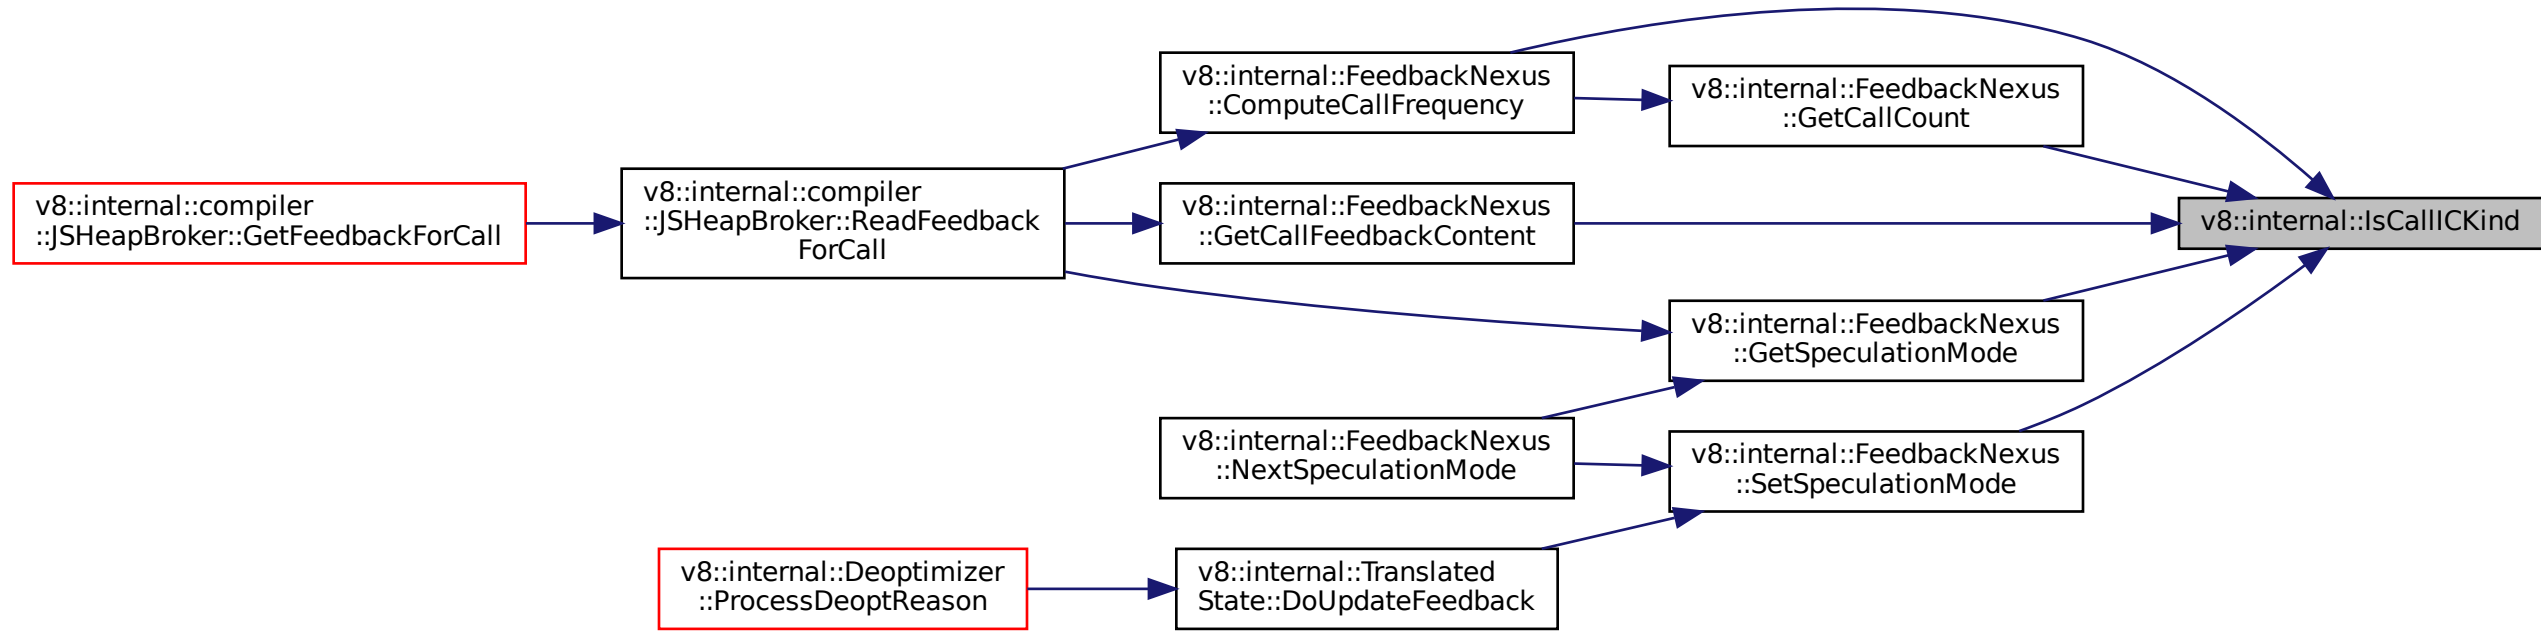 v8::internal::FeedbackNexus
::ComputeCallFrequency
v8::internal::FeedbackNexus
::GetCallCount
v8::internal::compiler
::JSHeapBroker::GetFeedbackForCall
v8::internal::compiler
::JSHeapBroker::ReadFeedback
ForCall
v8::internal::FeedbackNexus
::GetCallFeedbackContent
v8::internal::IsCallICKind
v8::internal::FeedbackNexus
::GetSpeculationMode
v8::internal::FeedbackNexus
::NextSpeculationMode
v8::internal::FeedbackNexus
::SetSpeculationMode
v8::internal::Deoptimizer
::ProcessDeoptReason
v8::internal::Translated
State::DoUpdateFeedback